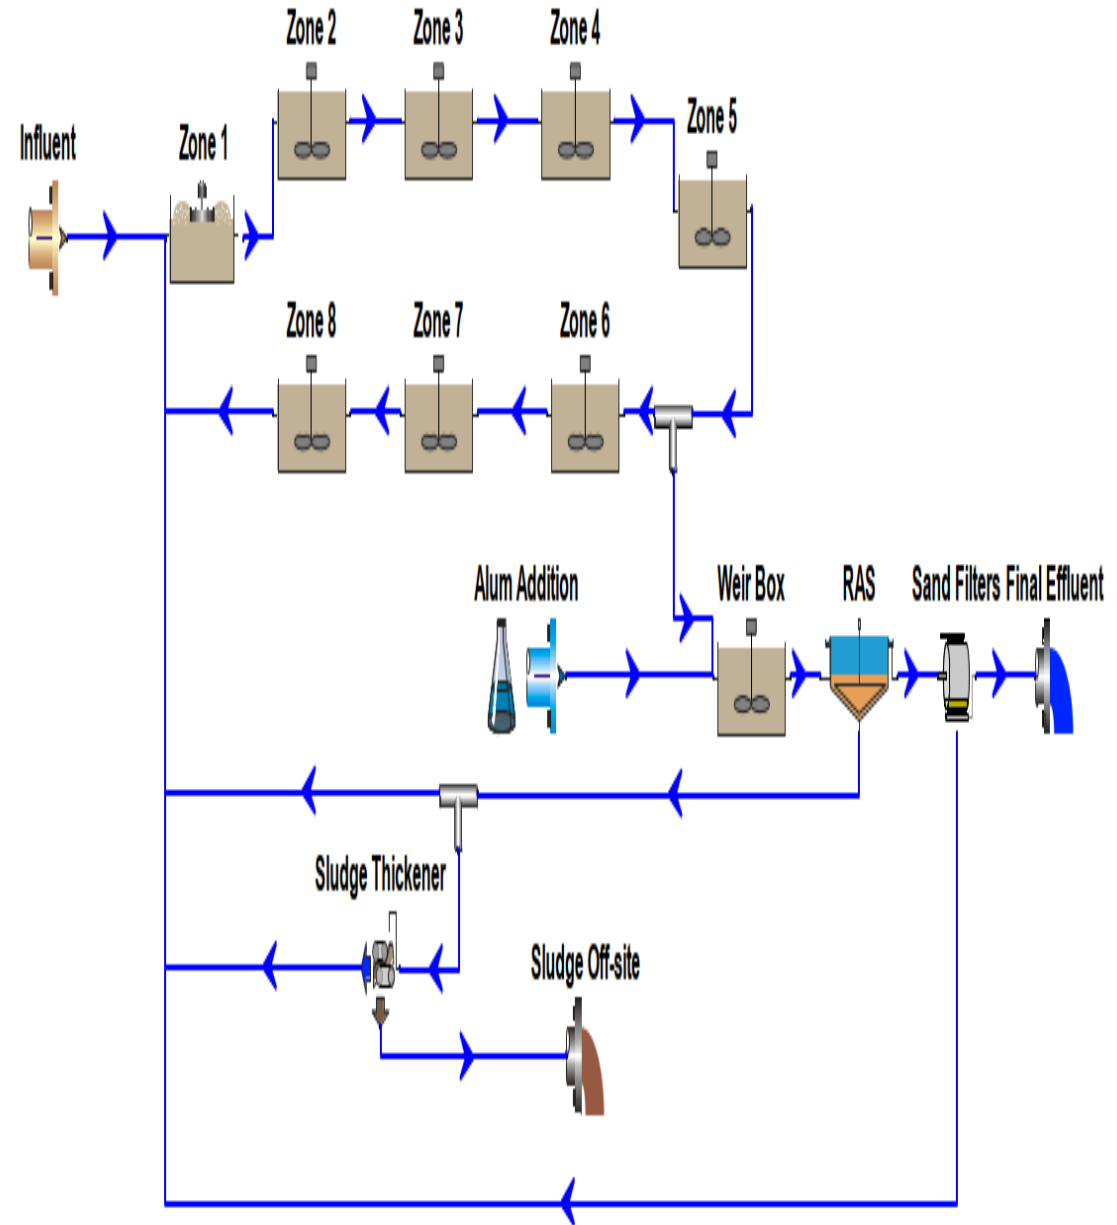 Zone 2
Zone 3
Zone 4
Zone 5
Influent
Zone 1
Zone 8
Zone 7
Zone 6
Alum Addition
Weir Box
RAS
Sand Filters
Final Effluent
Sludge Thickener
Sludge Off-site